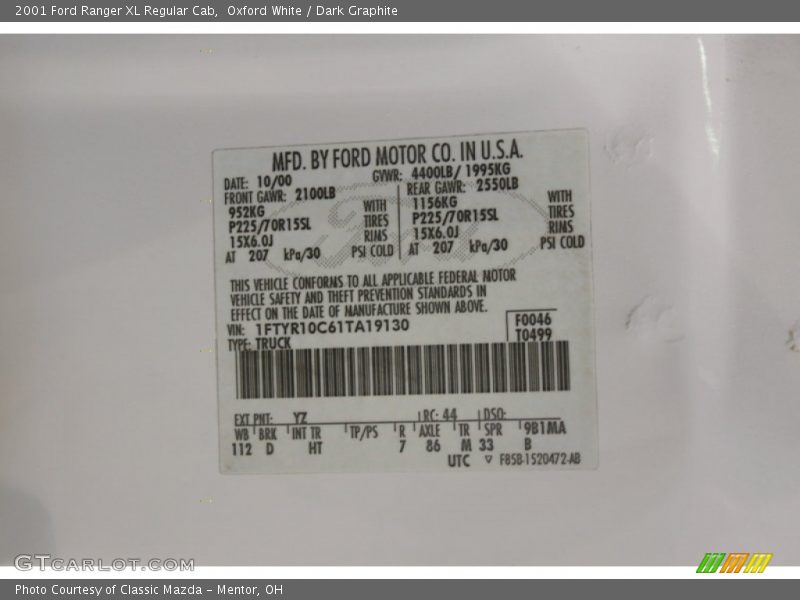 2001 Ford Ranger XL Regular Cab,  Oxford White / Dark Graphite
MFD. BY FORD MOTOR CO. IN U.S.A.
DATE: 10/00 GVWR: 4400LB/ 1995KG
FRONT GAWR: 2100LB REAR GAWR: 2550LB
952KG WITH 1156KG WITH
P225/70R15SL TIRES P225/70R15SL TIRES
15X6.0J RIMS 15X6.0J RIMS
AT 207 kPa/30 PSI COLD AT 207 kPa/30 PSI COLD
THIS VEHICLE CONFORMS TO ALL APPLICABLE FEDERAL MOTOR
VEHICLE SAFETY AND THEFT PREVENTION STANDARDS IN
EFFECT ON THE DATE OF MANUFACTURE SHOWN ABOVE.
VIN: 1FTYR10C61TA19130 F0046
TYPE: TRUCK T0499
EXT PNT: YZ RC: 44 DSO:
WB BRK INT TR TP/PS R AXLE TR SPR 9B1MA
112 D HT 7 86 M 33 B
UTC ▽ F85B-1520472-AB
GTCARLOT.COM
Photo Courtesy of Classic Mazda - Mentor, OH